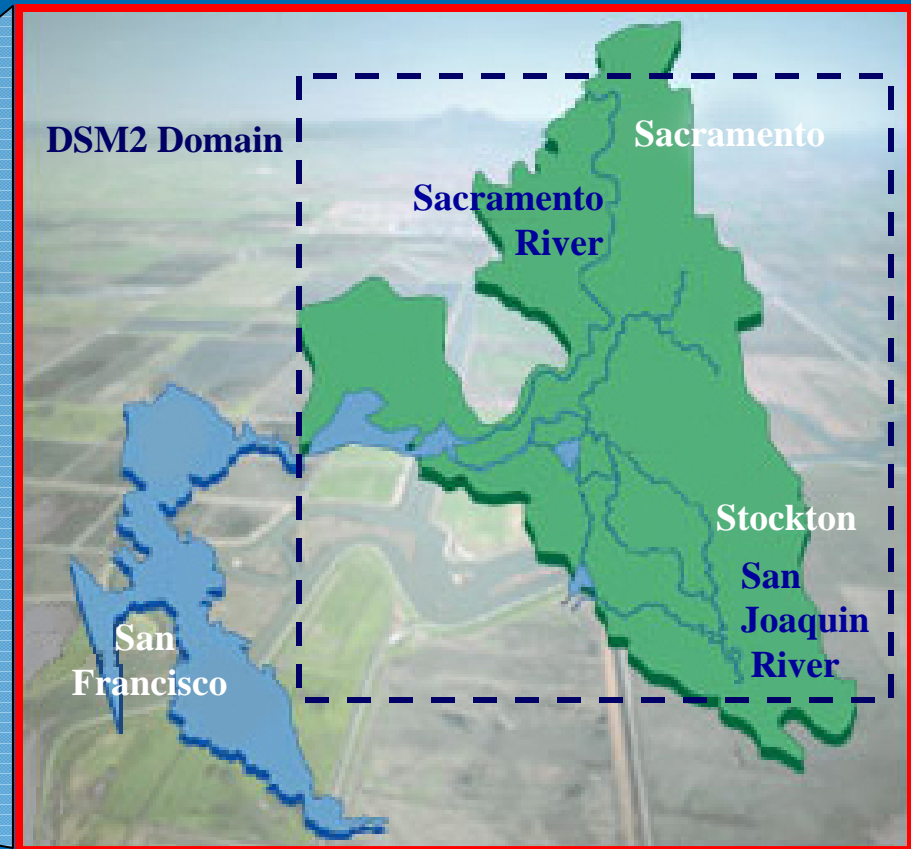 DSM2 Domain
Sacramento
Sacramento
River
Stockton
San
Joaquin
River
San
Francisco